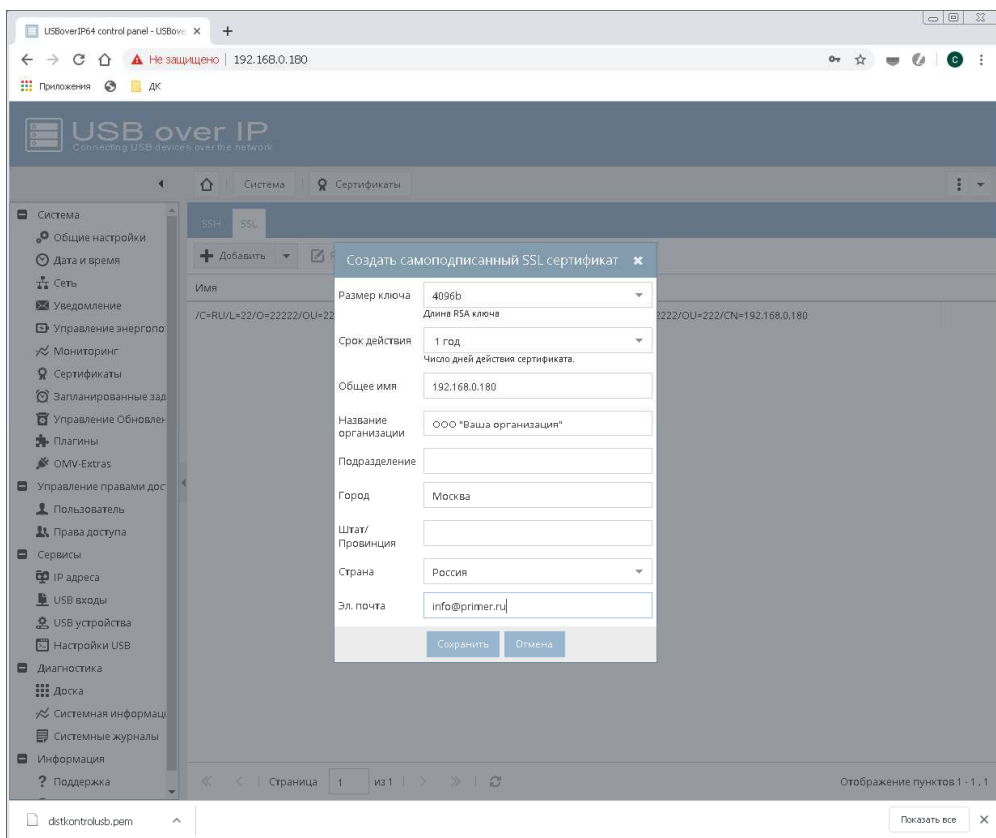 USBoverIP64 control panel - USBove
Не защищено | 192.168.0.180
Приложения ДК
USB over IP
Connecting USB devices over the network
Система Сертификаты
Система
Общие настройки
Дата и время
Сеть
Уведомление
Управление энергопо
Мониторинг
Сертификаты
Запланированные зад
Управление Обновлен
Плагины
OMV-Extras
Управление правами дос
Пользователь
Права доступа
Сервисы
IP адреса
USB входы
USB устройства
Настройки USB
Диагностика
Доска
Системная информаци
Системные журналы
Информация
Поддержка
SSH SSL
Добавить
Имя
/C=RU/L=22/O=22222/OU=22
2222/OU=222/CN=192.168.0.180
Создать самоподписанный SSL сертификат
Размер ключа 4096b
Длина RSA ключа
Срок действия 1 год
Число дней действия сертификата.
Общее имя 192.168.0.180
Название
организации ООО "Ваша организация"
Подразделение
Город Москва
Штат/
Провинция
Страна Россия
Эл. почта info@primer.ru
Сохранить Отмена
Страница 1 из 1
Отображение пунктов 1 - 1 , 1
distkontrolusb.pem
Показать все